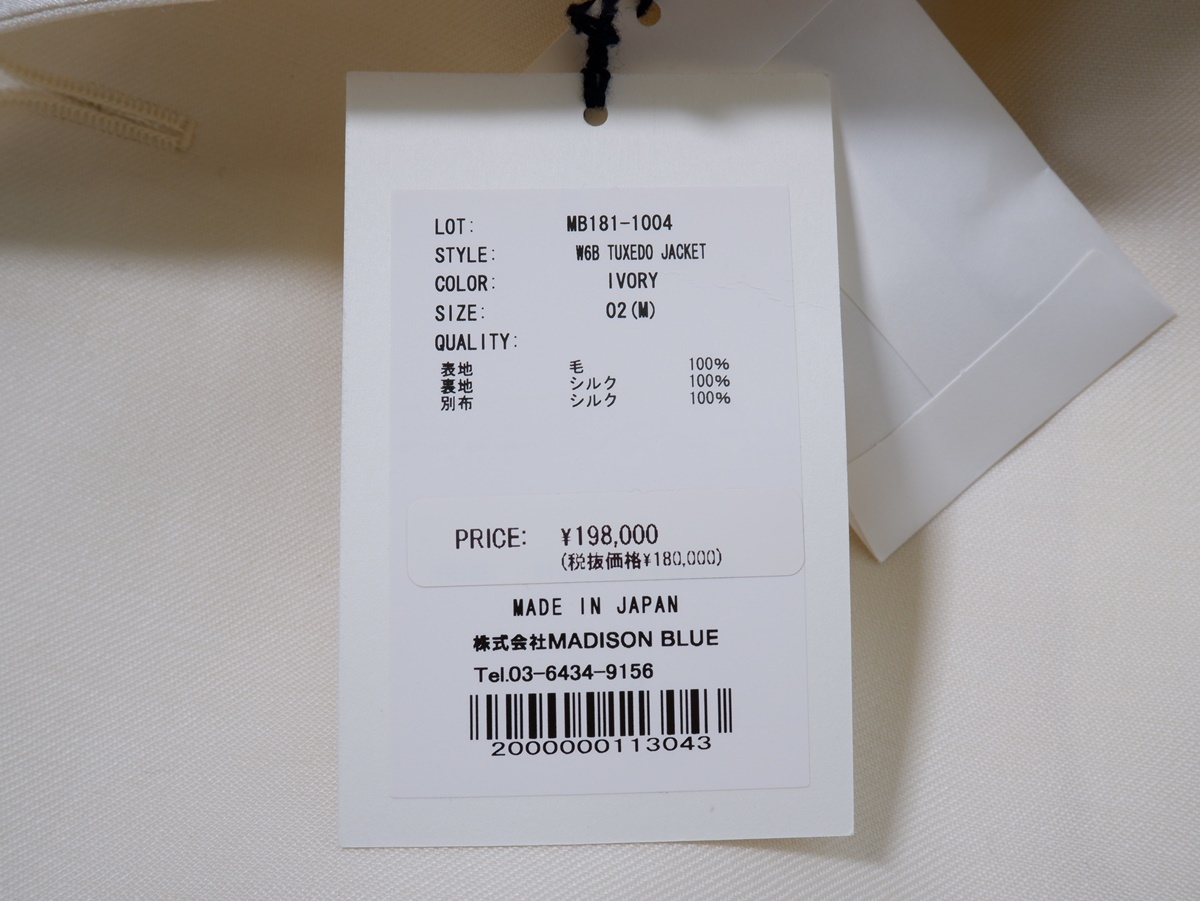 LOT: MB181-1004
STYLE: W6B TUXEDO JACKET
COLOR: IVORY
SIZE: 02(M)
QUALITY:
表地 毛 100%
裏地 シルク 100%
別布 シルク 100%
PRICE: ¥198,000
(税抜価格¥180,000)
MADE IN JAPAN
株式会社MADISON BLUE
Tel.03-6434-9156
2000000113043